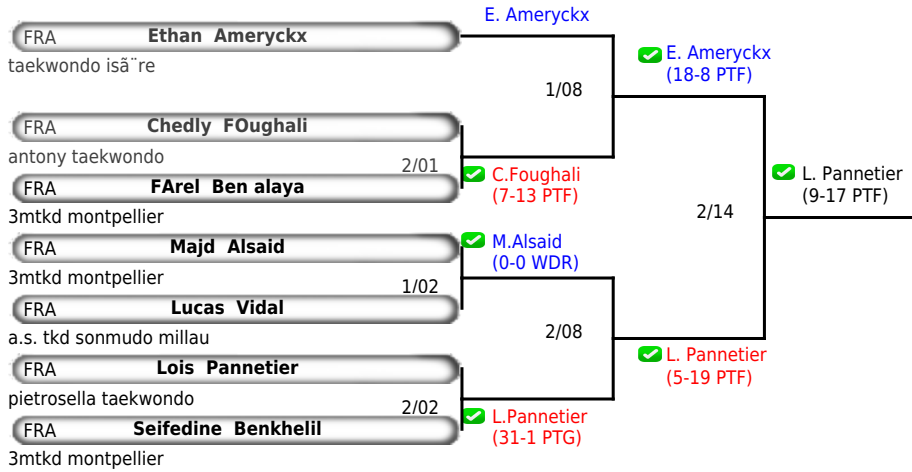 E. Ameryckx
FRA Ethan Ameryckx
taekwondo isã¨re
E. Ameryckx
(18-8 PTF)
1/08
FRA Chedly FOughali
antony taekwondo
2/01
C.Foughali
(7-13 PTF)
FRA FArel Ben alaya
3mtkd montpellier
L. Pannetier
(9-17 PTF)
2/14
FRA Majd Alsaid
3mtkd montpellier
M.Alsaid
(0-0 WDR)
1/02
FRA Lucas Vidal
a.s. tkd sonmudo millau
2/08
L. Pannetier
(5-19 PTF)
FRA Lois Pannetier
pietrosella taekwondo
2/02
L.Pannetier
(31-1 PTG)
FRA Seifedine Benkhelil
3mtkd montpellier